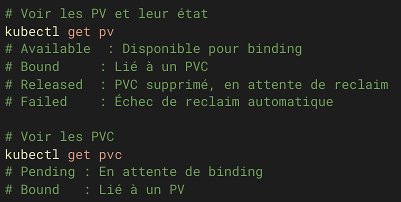 # Voir les PV et leur état
kubectl get pv
# Available  : Disponible pour binding
# Bound      : Lié à un PVC
# Released   : PVC supprimé, en attente de reclaim
# Failed     : Échec de reclaim automatique

# Voir les PVC
kubectl get pvc
# Pending : En attente de binding
# Bound   : Lié à un PV